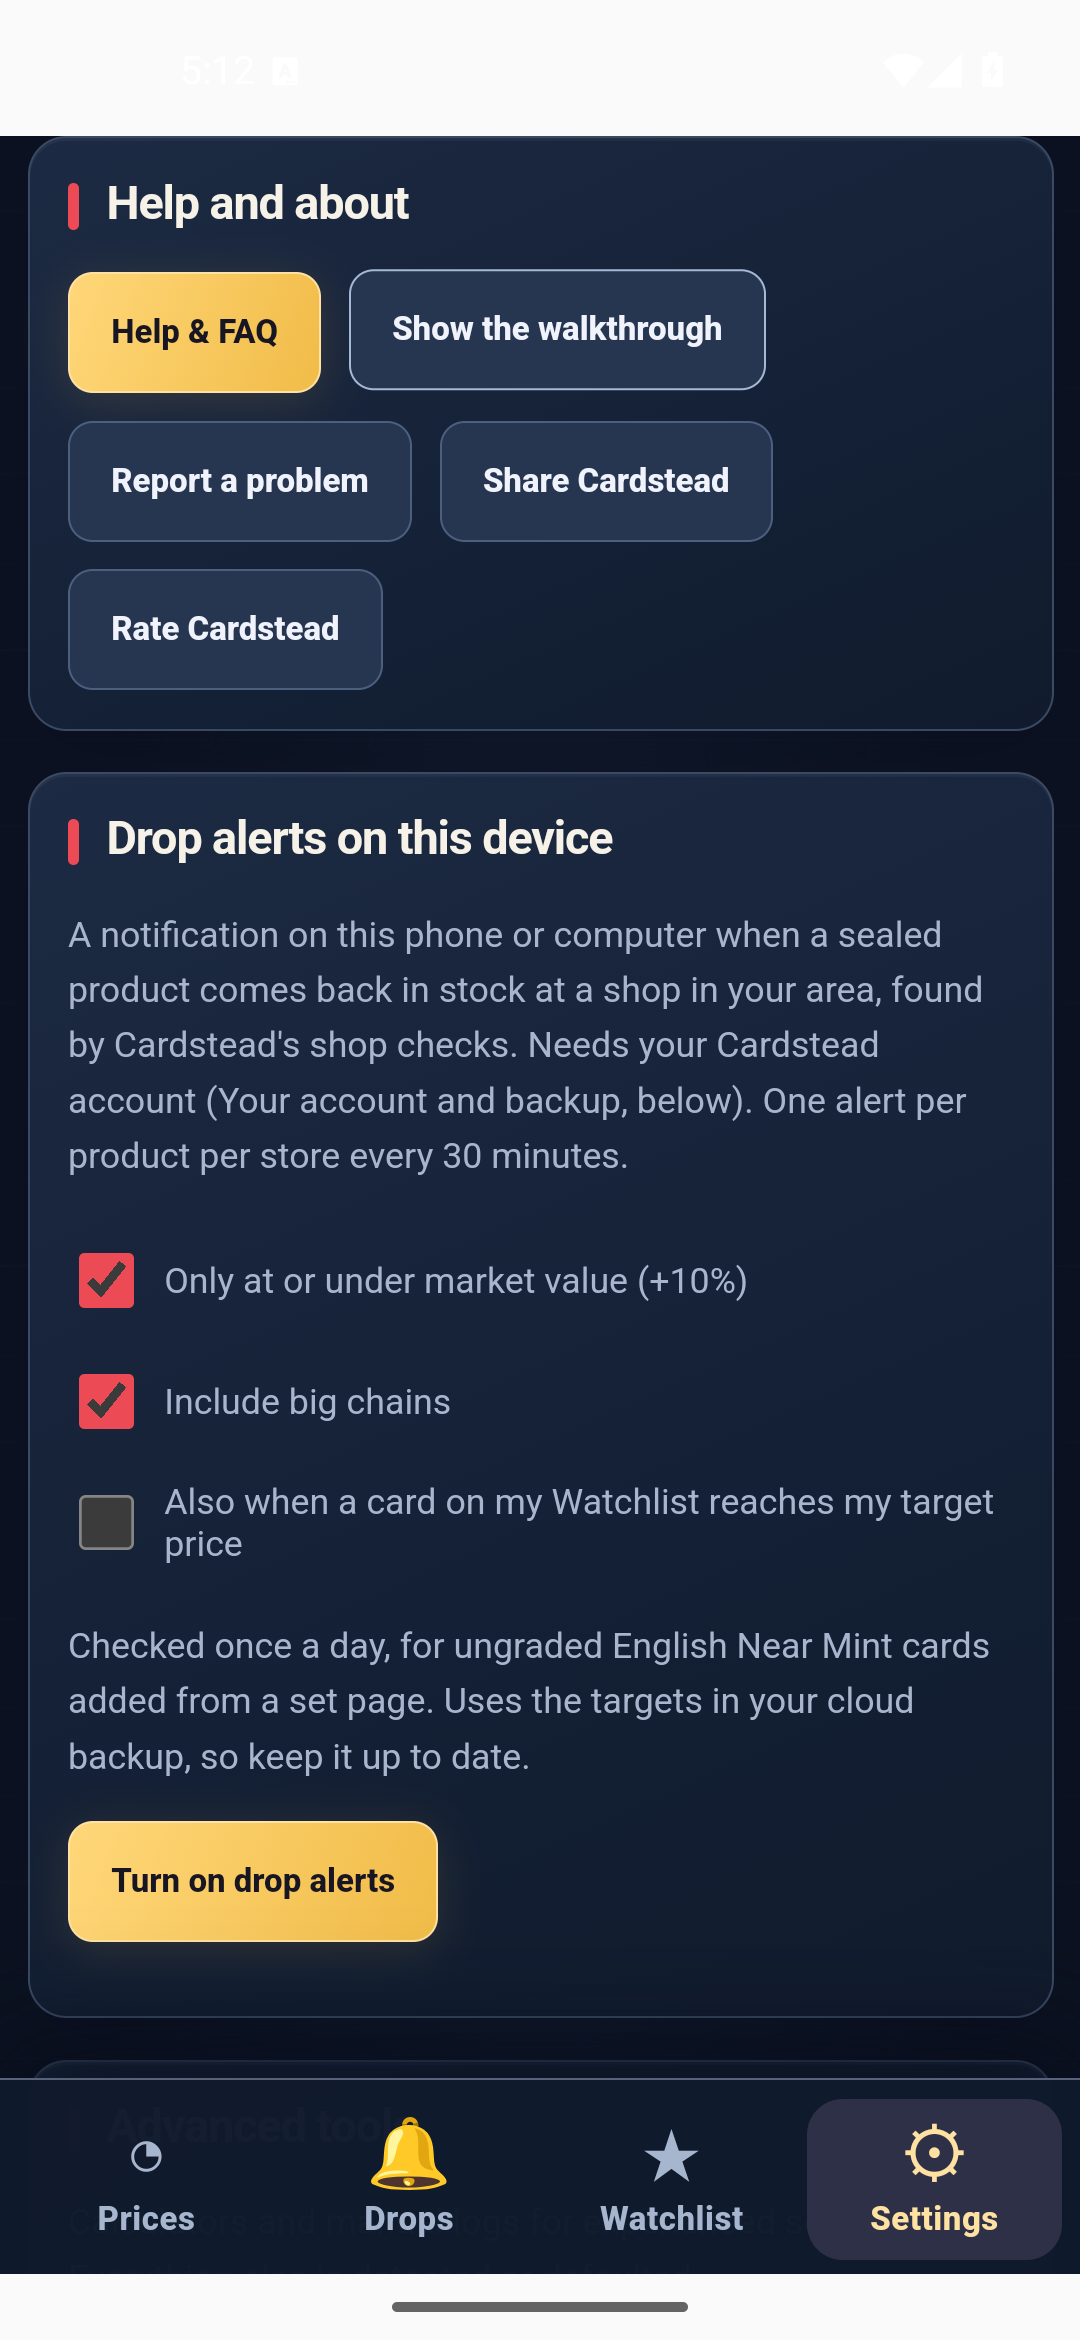 5:12
Help and about
Help & FAQ
Show the walkthrough
Report a problem
Share Cardstead
Rate Cardstead
Drop alerts on this device
A notification on this phone or computer when a sealed
product comes back in stock at a shop in your area, found
by Cardstead's shop checks. Needs your Cardstead
account (Your account and backup, below). One alert per
product per store every 30 minutes.
Only at or under market value (+10%)
Include big chains
Also when a card on my Watchlist reaches my target
price
Checked once a day, for ungraded English Near Mint cards
added from a set page. Uses the targets in your cloud
backup, so keep it up to date.
Turn on drop alerts
Advanced
Prices
Drops
Watchlist
Settings